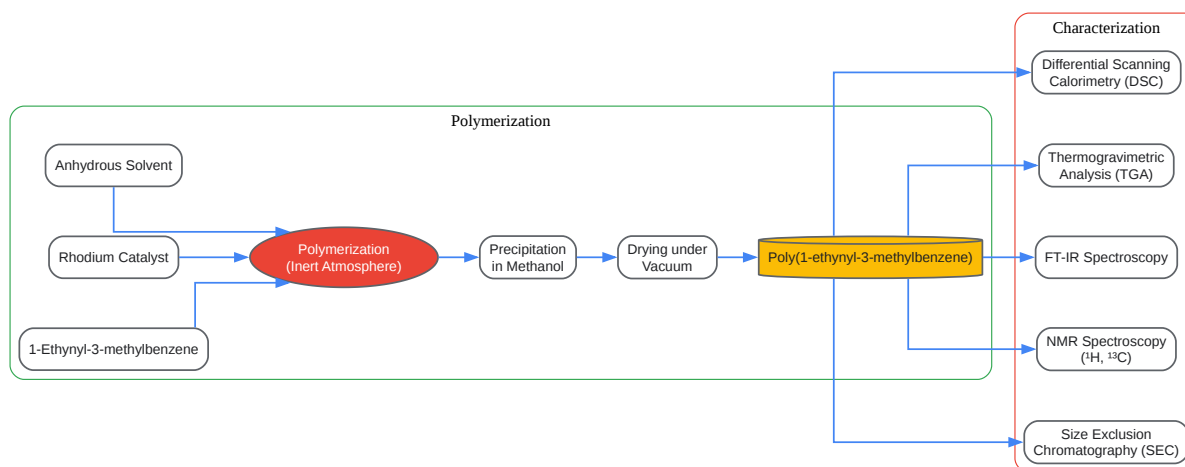 Characterization
Differential Scanning
Calorimetry (DSC)
Polymerization
Anhydrous Solvent
Thermogravimetric
Analysis (TGA)
Rhodium Catalyst
Polymerization
(Inert Atmosphere)
Precipitation
in Methanol
Drying under
Vacuum
Poly(1-ethynyl-3-methylbenzene)
FT-IR Spectroscopy
1-Ethynyl-3-methylbenzene
NMR Spectroscopy
(¹H, ¹³C)
Size Exclusion
Chromatography (SEC)